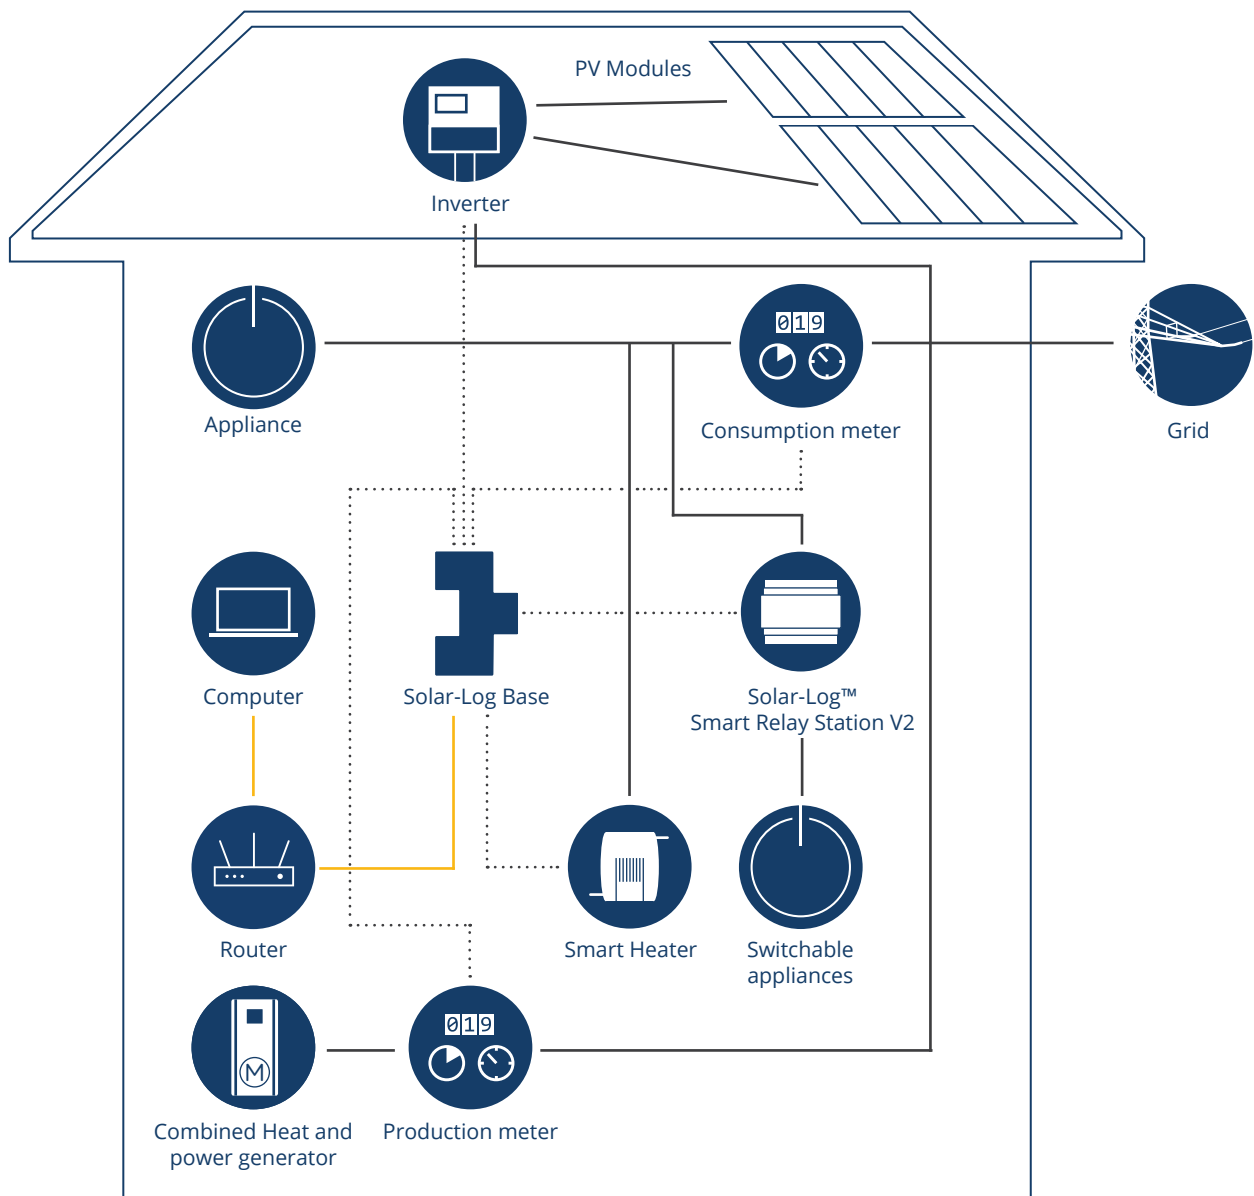 PV Modules
Inverter
019
Appliance
Consumption meter
Grid
Computer
Solar-Log Base
Solar-Log™
Smart Relay Station V2
Router
Smart Heater
Switchable
appliances
019
M
Combined Heat and
power generator
Production meter